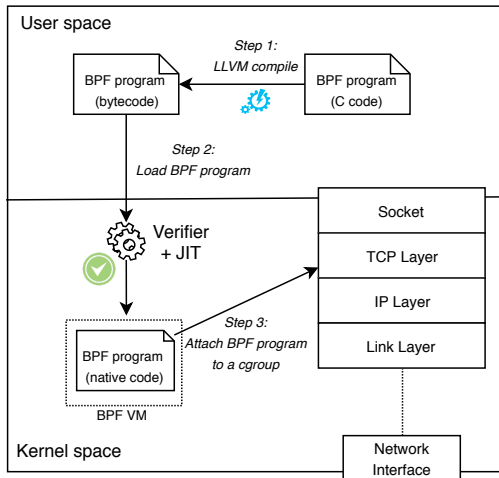 User space
Step 1:
LLVM compile
BPF program
(bytecode)
BPF program
(C code)
Step 2:
Load BPF program
Verifier
+ JIT
Socket
TCP Layer
IP Layer
Link Layer
Step 3:
Attach BPF program
to a cgroup
BPF program
(native code)
BPF VM
Kernel space
Network
Interface